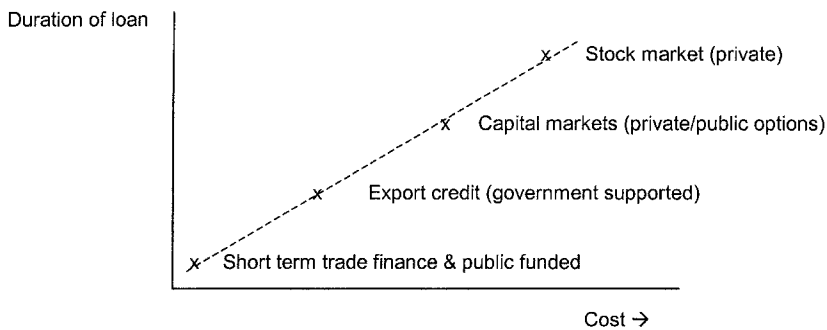 Duration of loan
Stock market (private)
Capital markets (private/public options)
Export credit (government supported)
Short term trade finance & public funded
Cost →